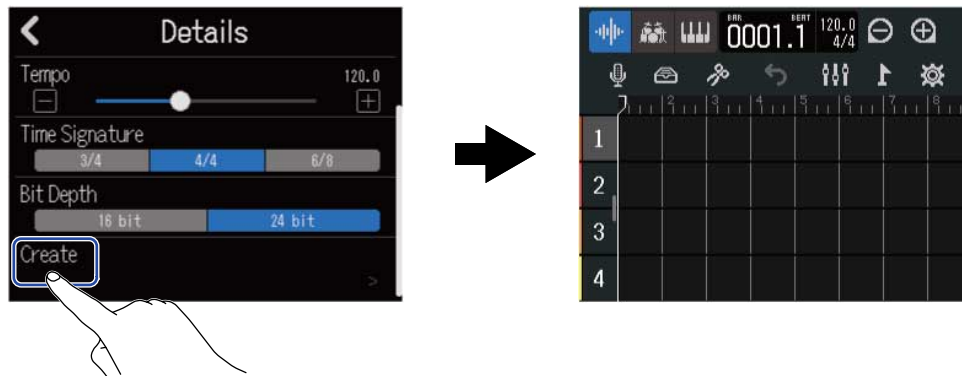 Details
Tempo
120.0
Time Signature
3/4 4/4 6/8
Bit Depth
16 bit 24 bit
Create
>
BAR BEAT
0001.1 120.0
4/4
2 3 4 5 6 7 8
1
2
3
4